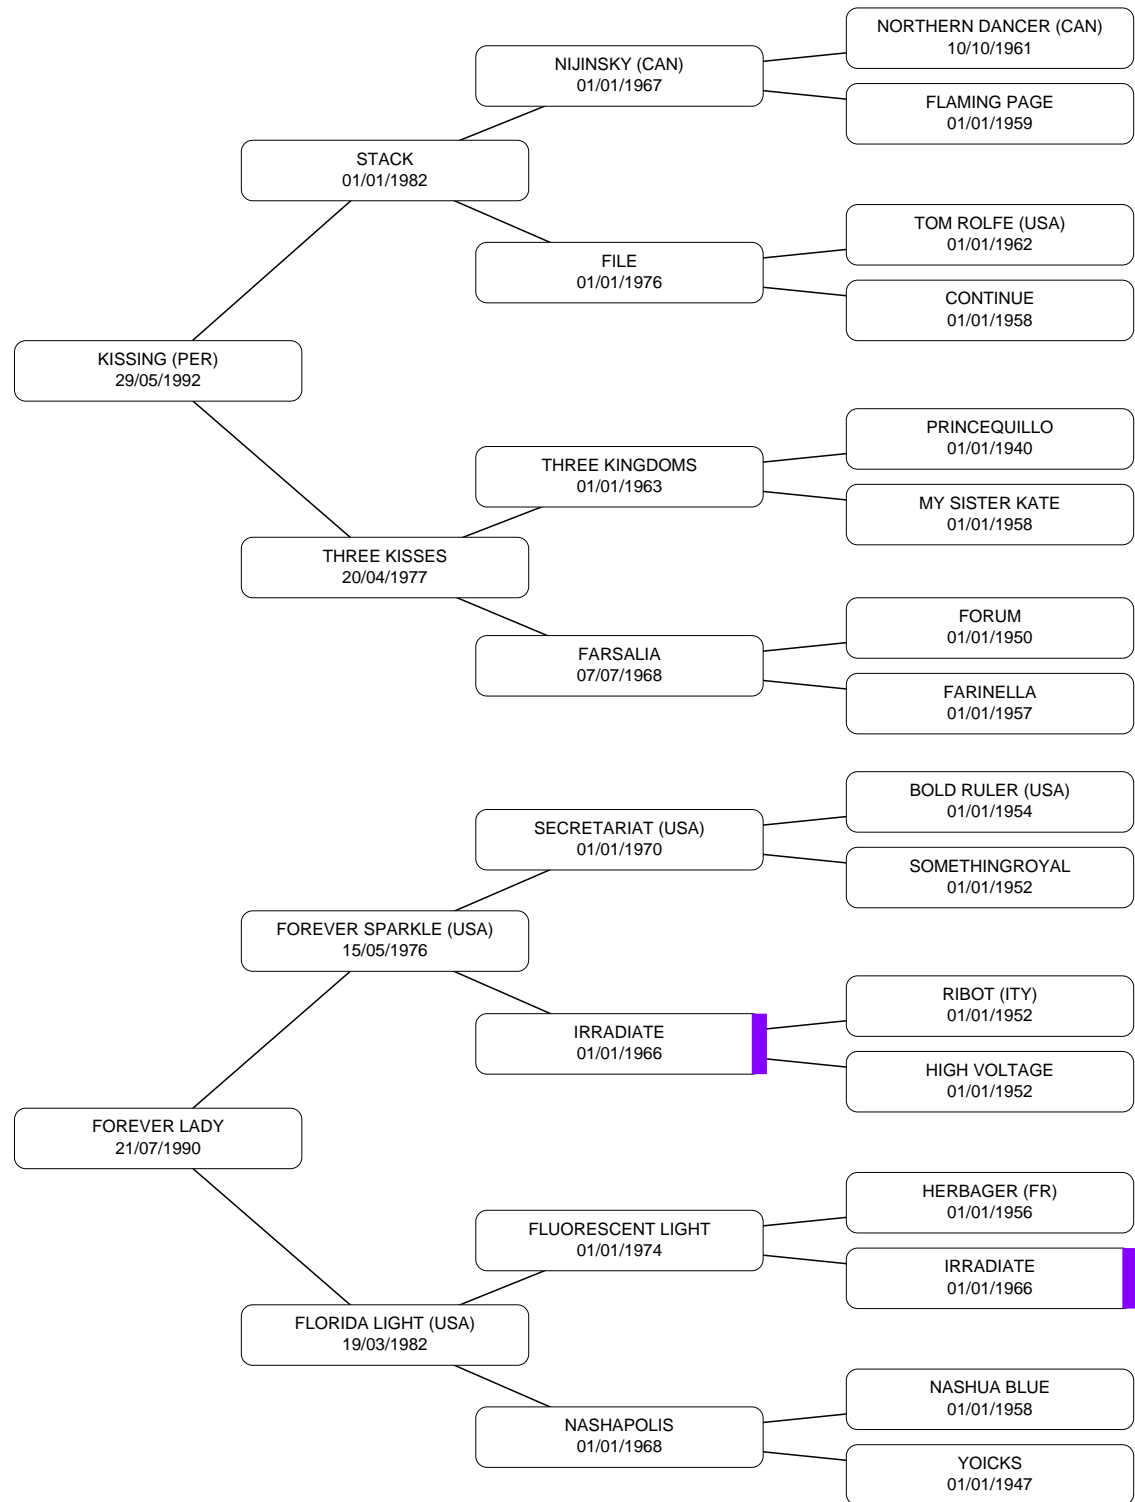 NORTHERN DANCER (CAN)
10/10/1961
NIJINSKY (CAN)
01/01/1967
FLAMING PAGE
01/01/1959
STACK
01/01/1982
TOM ROLFE (USA)
01/01/1962
FILE
01/01/1976
CONTINUE
01/01/1958
KISSING (PER)
29/05/1992
PRINCEQUILLO
01/01/1940
THREE KINGDOMS
01/01/1963
MY SISTER KATE
01/01/1958
THREE KISSES
20/04/1977
FORUM
01/01/1950
FARSALIA
07/07/1968
FARINELLA
01/01/1957
BOLD RULER (USA)
01/01/1954
SECRETARIAT (USA)
01/01/1970
SOMETHINGROYAL
01/01/1952
FOREVER SPARKLE (USA)
15/05/1976
RIBOT (ITY)
01/01/1952
IRRADIATE
01/01/1966
HIGH VOLTAGE
01/01/1952
FOREVER LADY
21/07/1990
HERBAGER (FR)
01/01/1956
FLUORESCENT LIGHT
01/01/1974
IRRADIATE
01/01/1966
FLORIDA LIGHT (USA)
19/03/1982
NASHUA BLUE
01/01/1958
NASHAPOLIS
01/01/1968
YOICKS
01/01/1947